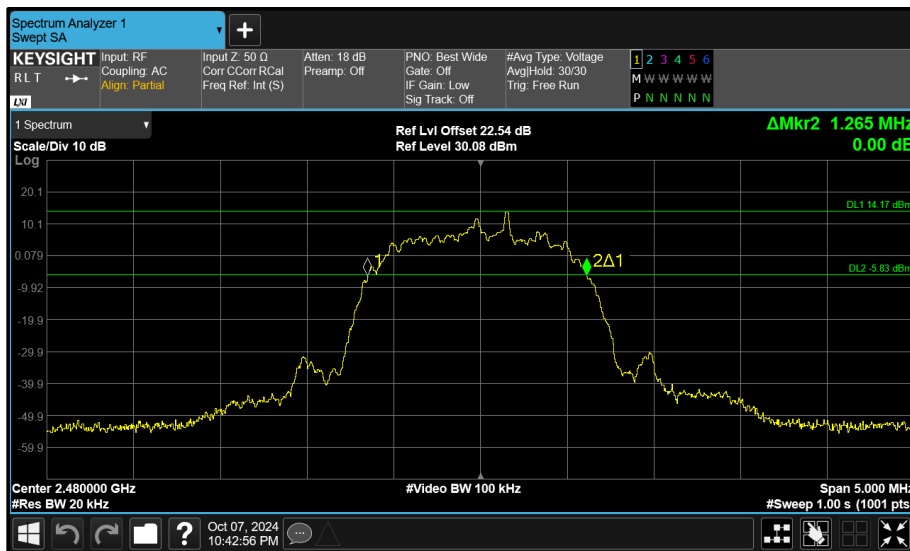 Spectrum Analyzer 1
Swept SA
+
KEYSIGHT
R L T
LXI
Input: RF
Coupling: AC
Align: Partial
Input Z: 50 Ω
Corr CCorr RCal
Freq Ref: Int (S)
Atten: 18 dB
Preamp: Off
PNO: Best Wide
Gate: Off
IF Gain: Low
Sig Track: Off
#Avg Type: Voltage
Avg|Hold: 30/30
Trig: Free Run
1 2 3 4 5 6
M W W W W W
P N N N N N
1 Spectrum
Scale/Div 10 dB
Log
Ref Lvl Offset 22.54 dB
Ref Level 30.08 dBm
ΔMkr2 1.265 MHz
0.00 dB
20.1
DL1 14.17 dBm
10.1
0.079
1
2Δ1
DL2 -5.83 dBm
-9.92
-19.9
-29.9
-39.9
-49.9
-59.9
Center 2.480000 GHz
#Video BW 100 kHz
Span 5.000 MHz
#Res BW 20 kHz
#Sweep 1.00 s (1001 pts
?
Oct 07, 2024
10:42:56 PM